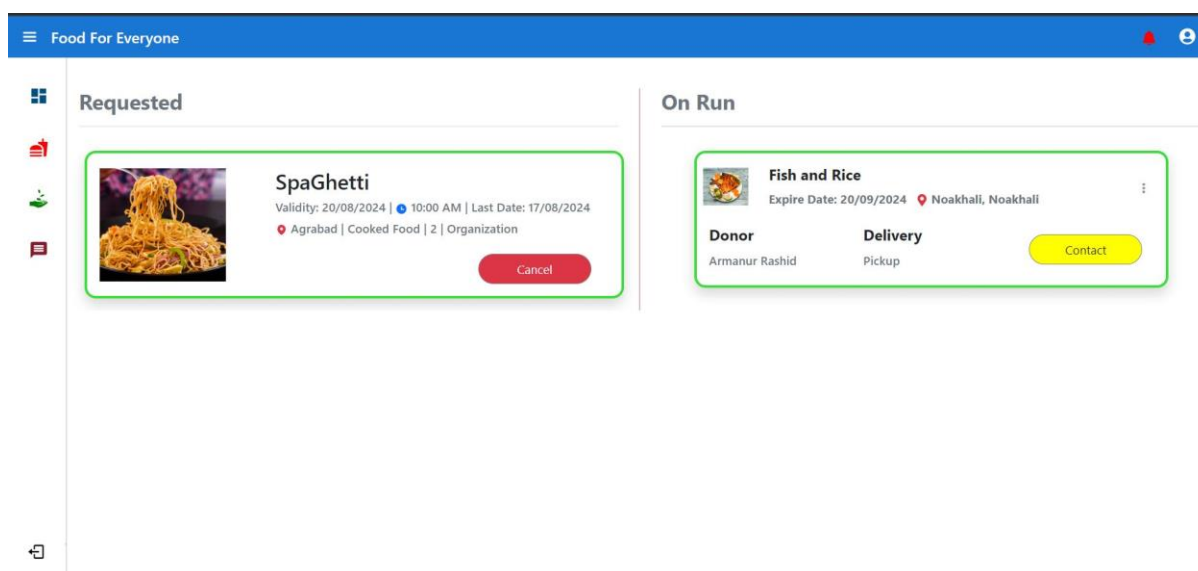 Food For Everyone
Requested
SpaGhetti
Validity: 20/08/2024 | 10:00 AM | Last Date: 17/08/2024
Agrabad | Cooked Food | 2 | Organization
Cancel
On Run
Fish and Rice
Expire Date: 20/09/2024 Noakhali, Noakhali
Donor Delivery
Armanur Rashid Pickup
Contact